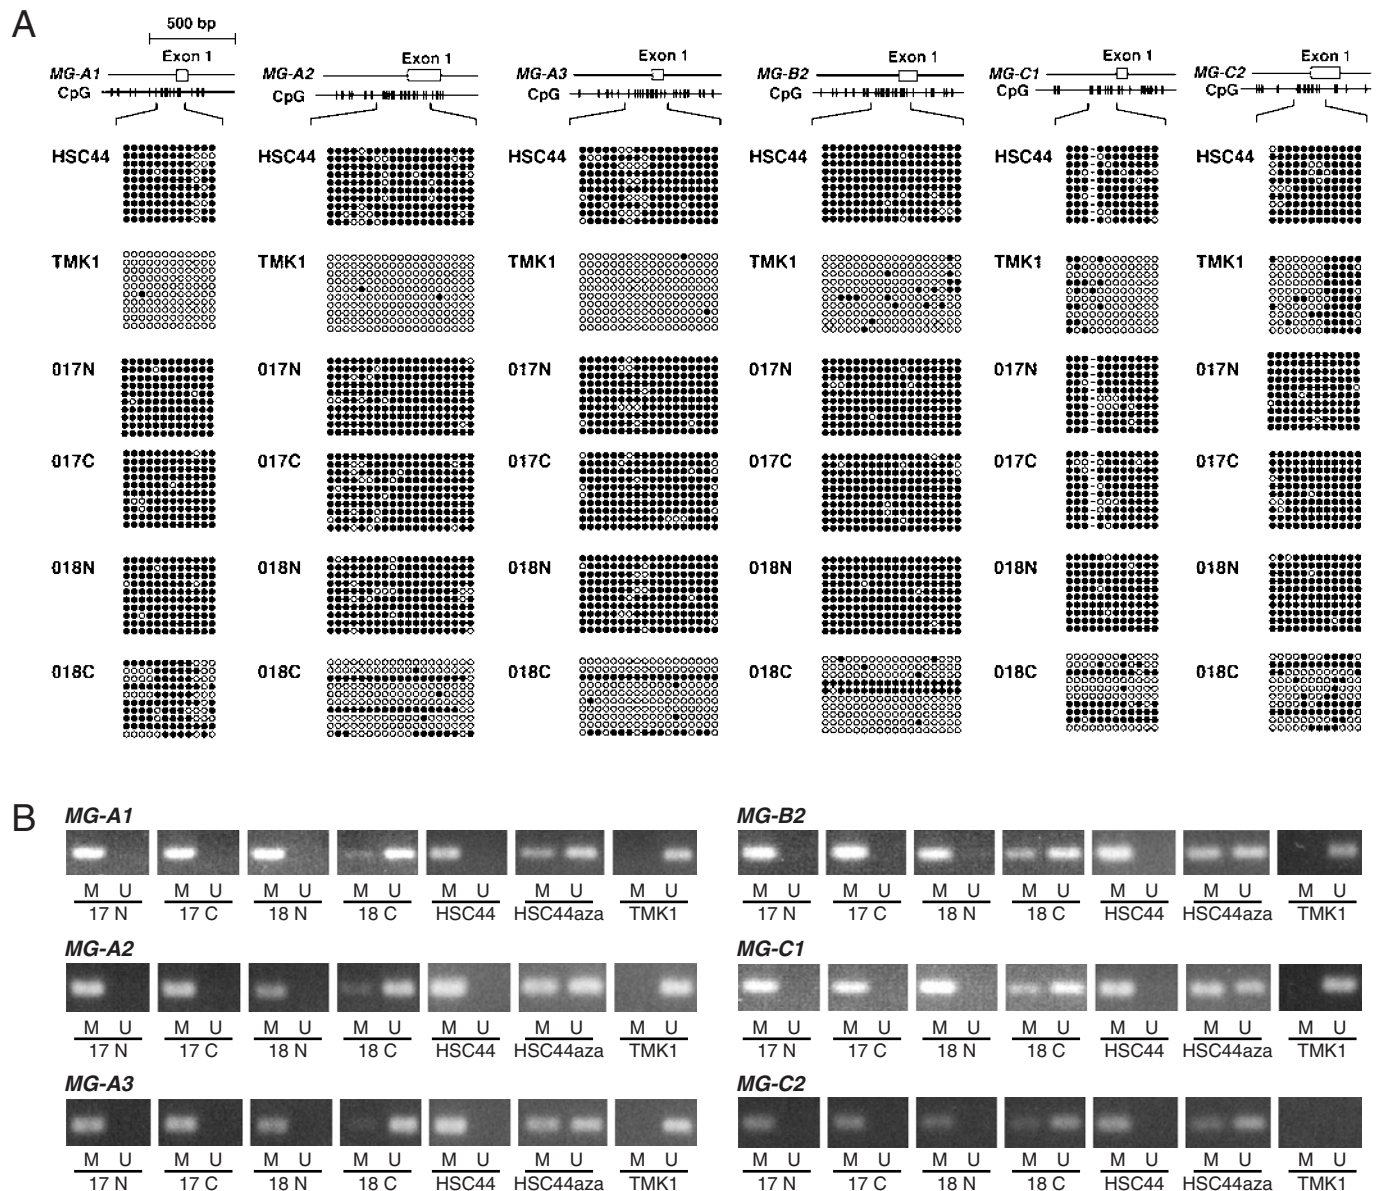 A
500 bp
Exon 1 Exon 1 Exon 1 Exon 1 Exon 1 Exon 1
MG-A1 MG-A2 MG-A3 MG-B2 MG-C1 MG-C2
CpG CpG CpG CpG CpG CpG
HSC44 HSC44 HSC44 HSC44 HSC44 HSC44
TMK1 TMK1 TMK1 TMK1 TMK1 TMK1
017N 017N 017N 017N 017N 017N
017C 017C 017C 017C 017C 017C
018N 018N 018N 018N 018N 018N
018C 018C 018C 018C 018C 018C
B
MG-A1
M U M U M U M U M U M U M U
17 N 17 C 18 N 18 C HSC44 HSC44aza TMK1
MG-A2
M U M U M U M U M U M U M U
17 N 17 C 18 N 18 C HSC44 HSC44aza TMK1
MG-A3
M U M U M U M U M U M U M U
17 N 17 C 18 N 18 C HSC44 HSC44aza TMK1
MG-B2
M U M U M U M U M U M U M U
17 N 17 C 18 N 18 C HSC44 HSC44aza TMK1
MG-C1
M U M U M U M U M U M U M U
17 N 17 C 18 N 18 C HSC44 HSC44aza TMK1
MG-C2
M U M U M U M U M U M U M U
17 N 17 C 18 N 18 C HSC44 HSC44aza TMK1